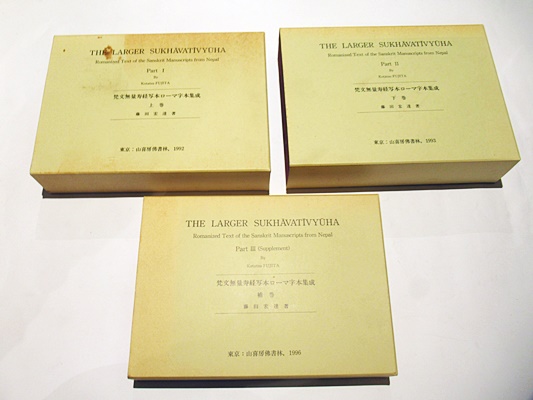 THE LARGER SUKHĀVATĪVYŪHA
Romanized Text of the Sanskrit Manuscripts from Nepal
Part I
By
Kotatsu FUJITA
梵文無量寿経写本ローマ字本集成
上巻
藤田宏達著
東京:山喜房佛書林，1992
THE LARGER SUKHĀVATĪVYŪHA
Romanized Text of the Sanskrit Manuscripts from Nepal
Part II
By
Kotatsu FUJITA
梵文無量寿経写本ローマ字本集成
下巻
藤田宏達著
東京:山喜房佛書林，1993
THE LARGER SUKHĀVATĪVYŪHA
Romanized Text of the Sanskrit Manuscripts from Nepal
Part III (Supplement)
By
Kotatsu FUJITA
梵文無量寿経写本ローマ字本集成
補巻
藤田宏達著
東京:山喜房佛書林，1996